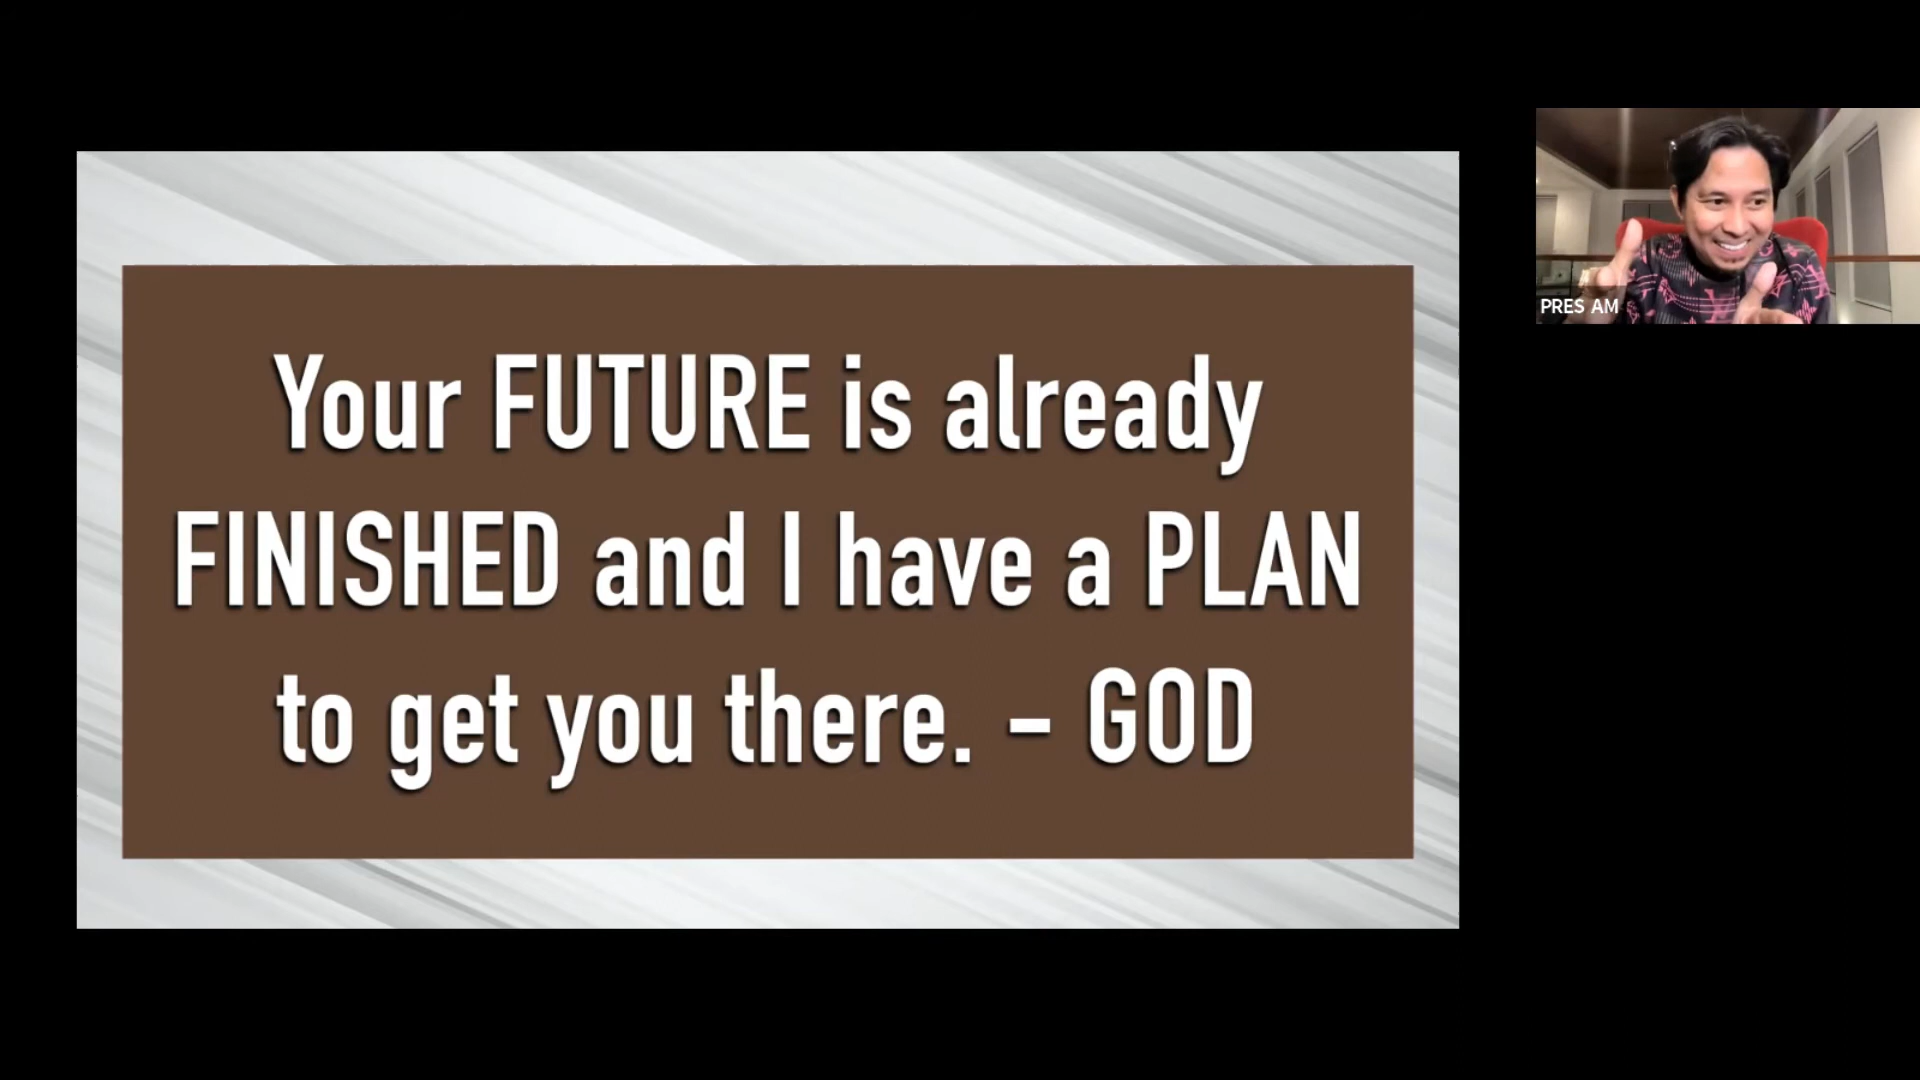 Your FUTURE is already
FINISHED and I have a PLAN
to get you there. - GOD
PRES AM